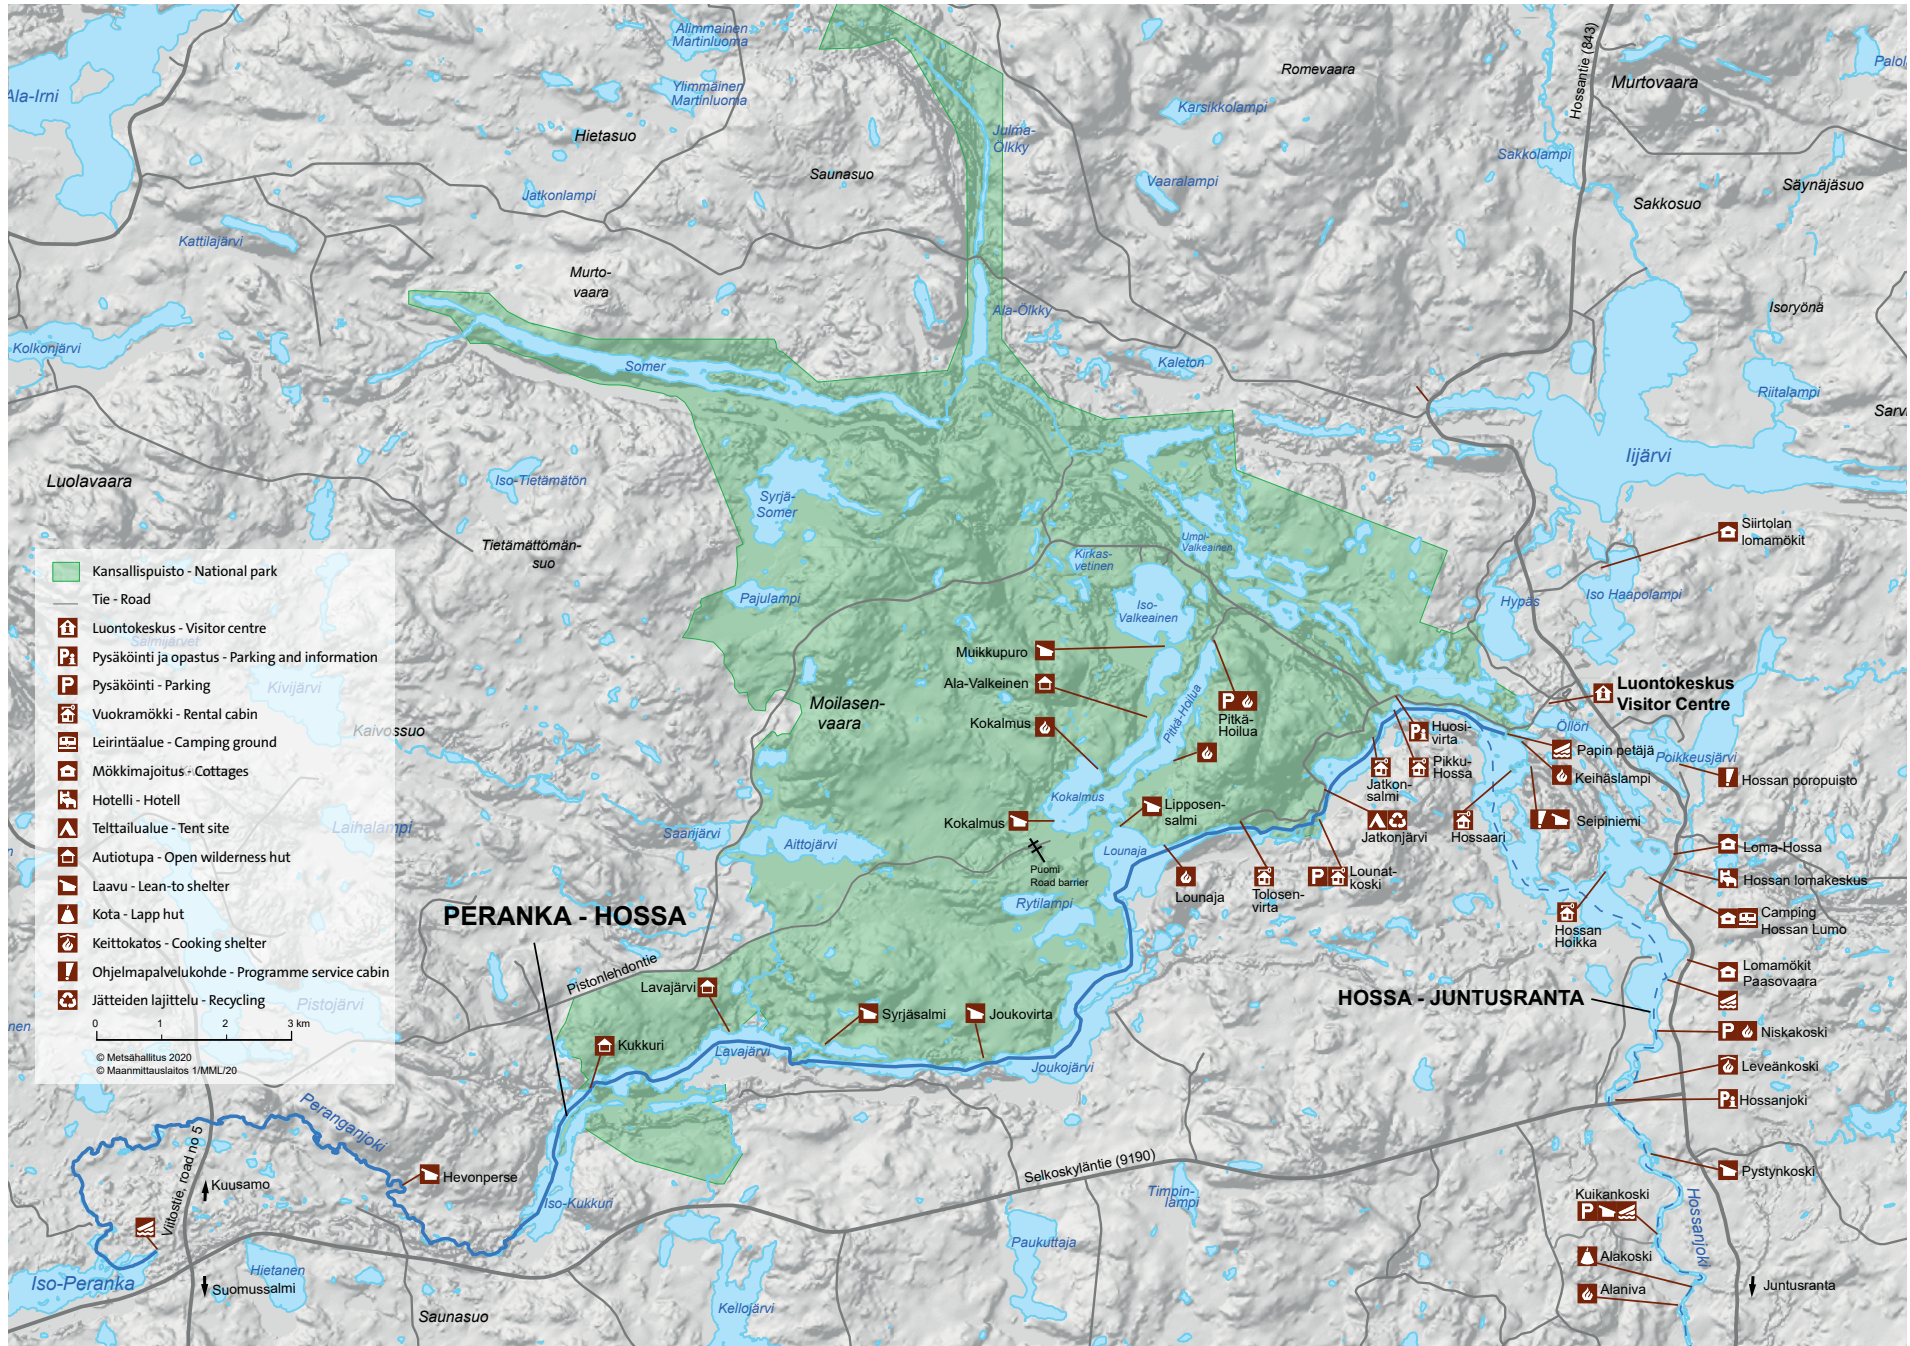 Alimmainen
Martinluoma
Ala-Irni
Ylimmäinen
Martinluoma
Romevaara
Hossantie (843)
Murtovaara
Karsikkolampi
Hietasuo
Julma-
Ölkky
Sakkolampi
Saunasuo
Vaaralampi
Säynäjäsuo
Jatkonlampi
Sakkosuo
Kattilajärvi
Murto-
vaara
Ala-Ölkky
Isoryönä
Kolkonjärvi
Somer
Kaleton
Riitalampi
Iijärvi
Luolavaara
Iso-Tietämätön
Syrjä-
Somer
Tietämättömän-
suo
Umpi-
Valkeainen
Kirkas-
vetinen
Siirtolan
lomamökit
Pajulampi
Iso-
Valkeainen
Hypäs
Iso Haapolampi
Kansallispuisto - National park
Tie - Road
Luontokeskus - Visitor centre
Salmijärvet
Pysäköinti ja opastus - Parking and information
Pysäköinti - Parking
Kivijärvi
Vuokramökki - Rental cabin
Kaivossuo
Leirintäalue - Camping ground
Mökkimajoitus - Cottages
Hotelli - Hotell
Telttailualue - Tent site
Laihalampi
Autiotupa - Open wilderness hut
Laavu - Lean-to shelter
Kota - Lapp hut
Keittokatos - Cooking shelter
Ohjelmapalvelukohde - Programme service cabin
Jätteiden lajittelu - Recycling
Pistojärvi
0 1 2 3 km
© Metsähallitus 2020
© Maanmittauslaitos 1/MML/20
Muikkupuro
Ala-Valkeinen
Kokalmus
Pitkä-Hoilua
Pitkä-
Hoilua
Moilasen-
vaara
Luontokeskus
Visitor Centre
Öllöri
Huosi-
virta
Papin petäjä
Poikkeusjärvi
Pikku-
Hossa
Keihäslampi
Hossan poropuisto
Jatkon-
salmi
Kokalmus
Lipposen-
salmi
Kokalmus
Saarijärvi
Aittojärvi
Lounaja
Jatkonjärvi
Hossaari
Seipiniemi
Loma-Hossa
Puomi
Road barrier
Lounat-
koski
Hossan lomakeskus
Lounaja
Tolosen-
virta
Rytilampi
Camping
Hossan Lumo
Hossan
Hoikka
PERANKA - HOSSA
Pistonlehdontie
Lomamökit
Paasovaara
Lavajärvi
HOSSA - JUNTUSRANTA
Syrjäsalmi
Joukovirta
Niskakoski
Kukkuri
Lavajärvi
Joukojärvi
Leveänkoski
Hossanjoki
Peranganjoki
Viitostie, road no 5
Kuusamo
Hevonperse
Selkoskyläntie (9190)
Pystynkoski
Iso-Kukkuri
Timpin-
lampi
Kuikankoski
Hossanjoki
Paukuttaja
Alakoski
Iso-Peranka
Hietanen
Suomussalmi
Alaniva
Juntusranta
Saunasuo
Kellojärvi